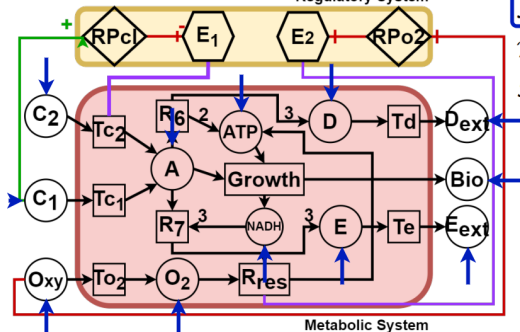 Regulatory System
RPcl E1 E2 RPo2
+ -
C2 Tc2 R6 2 ATP 3 D Td Dext
A Growth Bio
C1 Tc1 R7 3 NADH 3 E Te Eext
Oxy To2 O2 Rres
Metabolic System